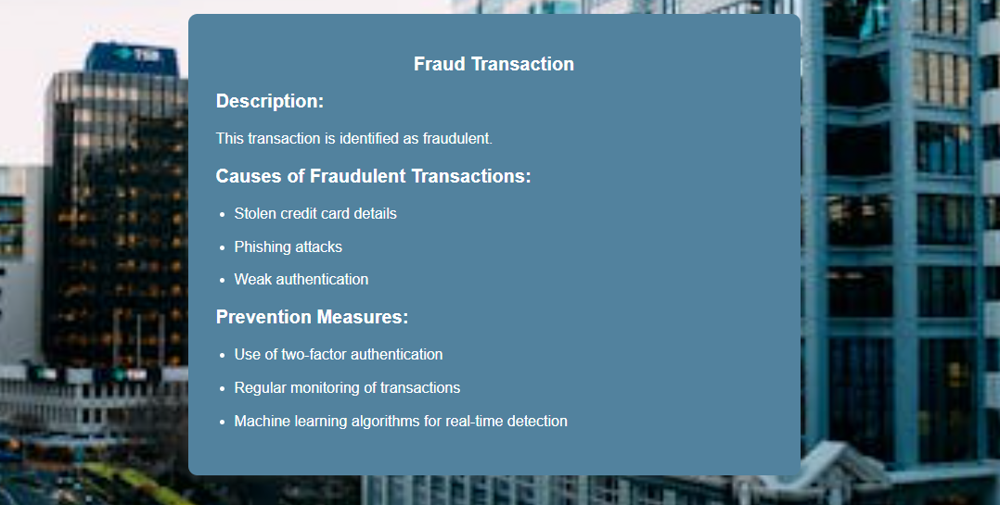 TSB
Fraud Transaction
Description:
This transaction is identified as fraudulent.
Causes of Fraudulent Transactions:
Stolen credit card details
Phishing attacks
Weak authentication
Prevention Measures:
Use of two-factor authentication
Regular monitoring of transactions
Machine learning algorithms for real-time detection